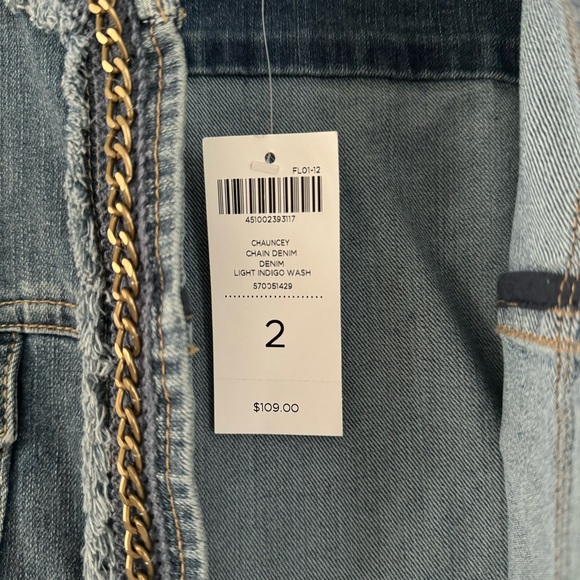 FL01-12
451002393117
CHAUNCEY
CHAIN DENIM
DENIM
LIGHT INDIGO WASH
570051429
2
$109.00